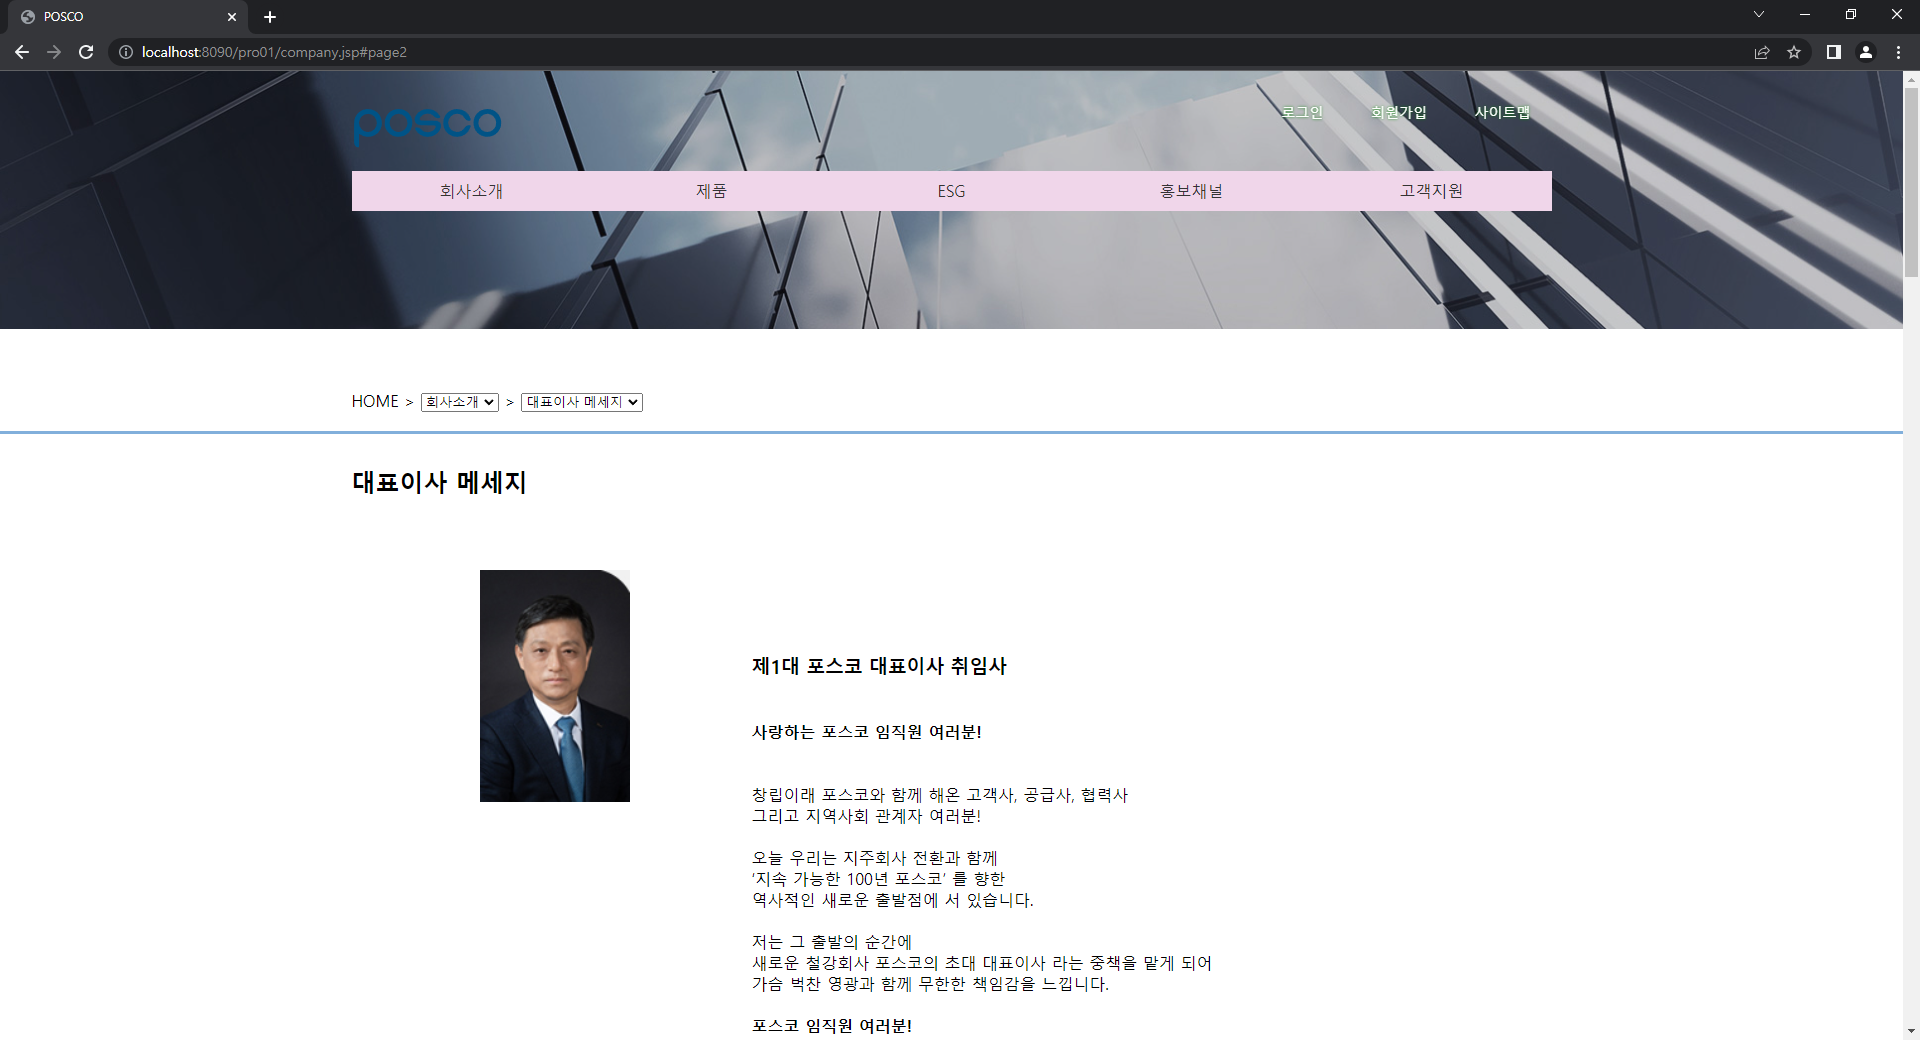 POSCO
localhost:8090/pro01/company.jsp#page2
posco
로그인 회원가입 사이트맵
회사소개 제품 ESG 홍보채널 고객지원
HOME > 회사소개 > 대표이사 메세지
대표이사 메세지
제1대 포스코 대표이사 취임사
사랑하는 포스코 임직원 여러분!
창립이래 포스코와 함께 해온 고객사, 공급사, 협력사
그리고 지역사회 관계자 여러분!
오늘 우리는 지주회사 전환과 함께
‘지속 가능한 100년 포스코’ 를 향한
역사적인 새로운 출발점에 서 있습니다.
저는 그 출발의 순간에
새로운 철강회사 포스코의 초대 대표이사 라는 중책을 맡게 되어
가슴 벅찬 영광과 함께 무한한 책임감을 느낍니다.
포스코 임직원 여러분!